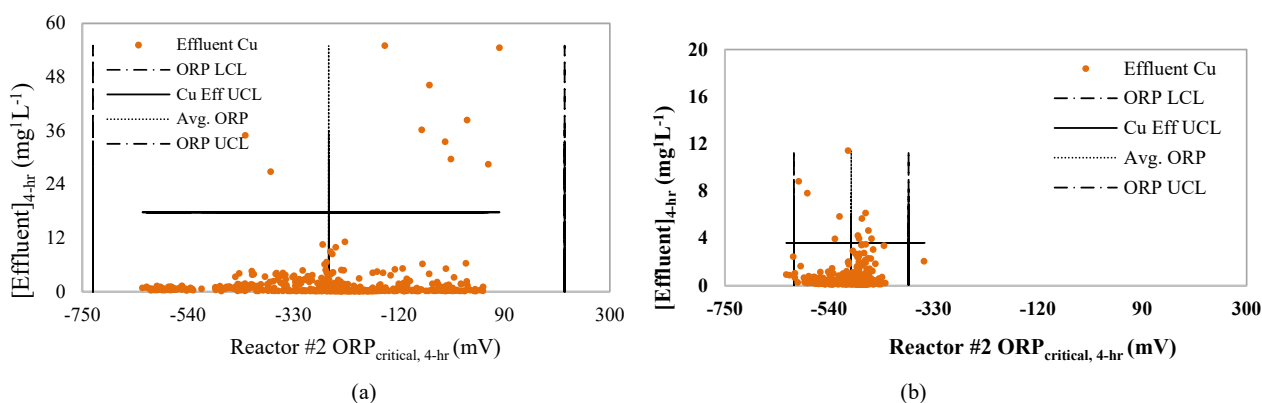 60
48
36
24
12
0
[Effluent]4-hr (mg¹L⁻¹)
Effluent Cu
ORP LCL
Cu Eff UCL
Avg. ORP
ORP UCL
-750 -540 -330 -120 90 300
Reactor #2 ORPcritical, 4-hr (mV)
(a)
20
16
12
8
4
0
[Effluent]4-hr (mg¹L⁻¹)
Effluent Cu
ORP LCL
Cu Eff UCL
Avg. ORP
ORP UCL
-750 -540 -330 -120 90 300
Reactor #2 ORPcritical, 4-hr (mV)
(b)